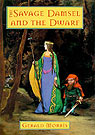 THE SAVAGE DAMSEL
AND THE DWARF
GERALD MORRIS